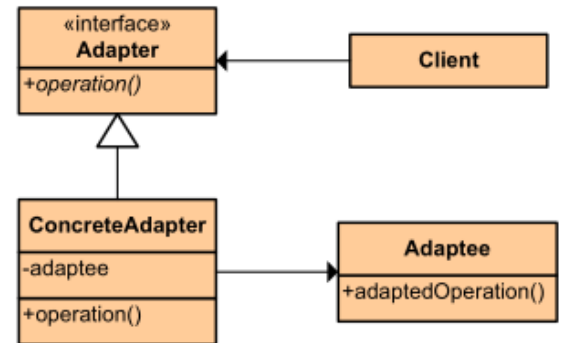 «interface»
Adapter
+operation()
Client
ConcreteAdapter
-adaptee
+operation()
Adaptee
+adaptedOperation()